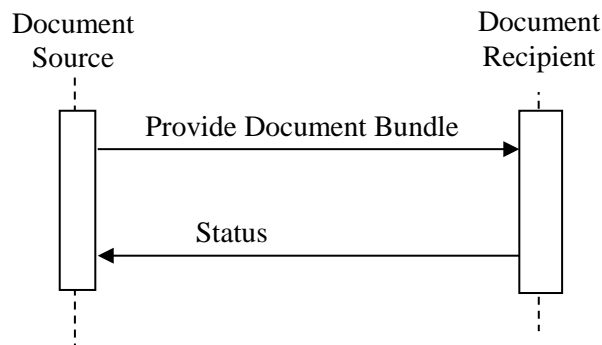 Document
Source
Document
Recipient
Provide Document Bundle
Status